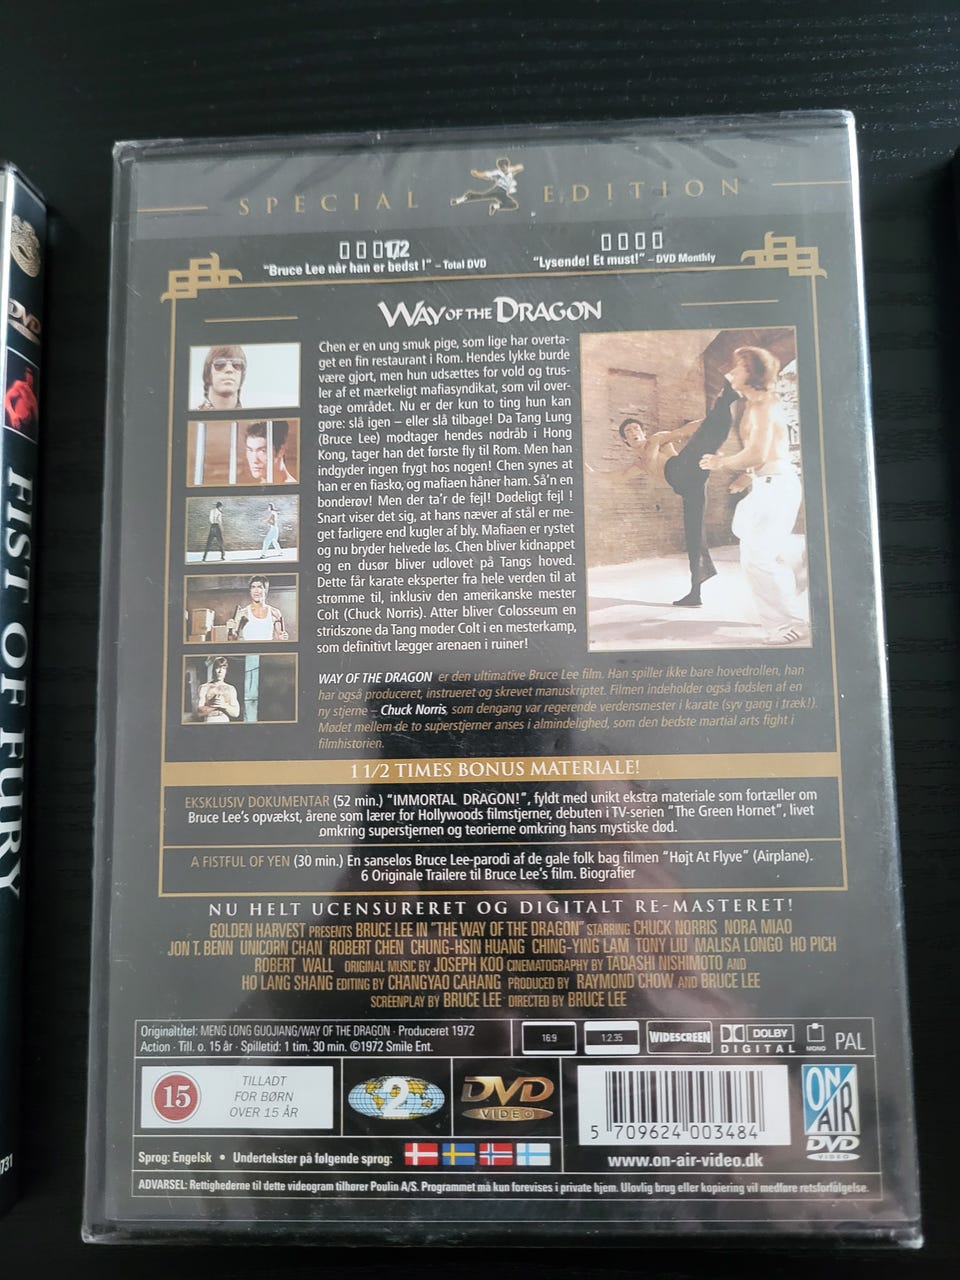 SPECIAL EDITION
1/2
"Bruce Lee når han er bedst !" – Total DVD
"Lysende! Et must!" – DVD Monthly
WAY OF THE DRAGON
Chen er en ung smuk pige, som lige har overta-
get en fin restaurant i Rom. Hendes lykke burde
være gjort, men hun udsættes for vold og trus-
ler af et mærkeligt mafiasyndikat, som vil over-
tage området. Nu er der kun to ting hun kan
gøre: slå igen – eller slå tilbage! Da Tang Lung
(Bruce Lee) modtager hendes nødråb i Hong
Kong, tager han det første fly til Rom. Men han
indgyder ingen frygt hos nogen! Chen synes at
han er en fiasko, og mafiaen håner ham. Så'n en
bonderøv! Men der ta'r de fejl! Dødeligt fejl !
Snart viser det sig, at hans næver af stål er me-
get farligere end kugler af bly. Mafiaen er rystet
og nu bryder helvede løs. Chen bliver kidnappet
og en dusør bliver udlovet på Tangs hoved.
Dette får karate eksperter fra hele verden til at
strømme til, inklusiv den amerikanske mester
Colt (Chuck Norris). Atter bliver Colosseum en
stridszone da Tang møder Colt i en mesterkamp,
som definitivt lægger arenaen i ruiner!
WAY OF THE DRAGON er den ultimative Bruce Lee film. Han spiller ikke bare hovedrollen, han
har også produceret, instrueret og skrevet manuskriptet. Filmen indeholder også fødslen af en
ny stjerne – Chuck Norris, som dengang var regerende verdensmester i karate (syv gang i træk!).
Mødet mellem de to superstjerner anses i almindelighed, som den bedste martial arts fight i
filmhistorien.
1 1/2 TIMES BONUS MATERIALE!
EKSKLUSIV DOKUMENTAR (52 min.) "IMMORTAL DRAGON!", fyldt med unikt ekstra materiale som fortæller om
Bruce Lee's opvækst, årene som lærer for Hollywoods filmstjerner, debuten i TV-serien "The Green Hornet", livet
omkring superstjernen og teorierne omkring hans mystiske død.
A FISTFUL OF YEN (30 min.) En sanseløs Bruce Lee-parodi af de gale folk bag filmen "Højt At Flyve" (Airplane).
6 Originale Trailere til Bruce Lee's film. Biografier
NU HELT UCENSURERET OG DIGITALT RE-MASTERET!
GOLDEN HARVEST PRESENTS BRUCE LEE IN "THE WAY OF THE DRAGON" STARRING CHUCK NORRIS NORA MIAO
JON T. BENN UNICORN CHAN ROBERT CHEN CHUNG-HSIN HUANG CHING-YING LAM TONY LIU MALISA LONGO HO PICH
ROBERT WALL ORIGINAL MUSIC BY JOSEPH KOO CINEMATOGRAPHY BY TADASHI NISHIMOTO AND
HO LANG SHANG EDITING BY CHANGYAO CAHANG PRODUCED BY RAYMOND CHOW AND BRUCE LEE
SCREENPLAY BY BRUCE LEE DIRECTED BY BRUCE LEE
Originaltitel: MENG LONG GUOJIANG/WAY OF THE DRAGON · Produceret 1972
Action · Till. o. 15 år · Spilletid: 1 tim. 30 min. ©1972 Smile Ent.
16:9
1:2.35
WIDESCREEN
DOLBY
DIGITAL
MONO
PAL
15
TILLADT
FOR BØRN
OVER 15 ÅR
2
DVD
VIDEO
5 709624 003484
ON
AIR
DVD
VIDEO
Sprog: Engelsk • Undertekster på følgende sprog:
www.on-air-video.dk
ADVARSEL: Rettighederne til dette videogram tilhører Poulin A/S. Programmet må kun forevises i private hjem. Ulovlig brug eller kopiering vil medføre retsforfølgelse.
DVD
FIST OF FURY
0731